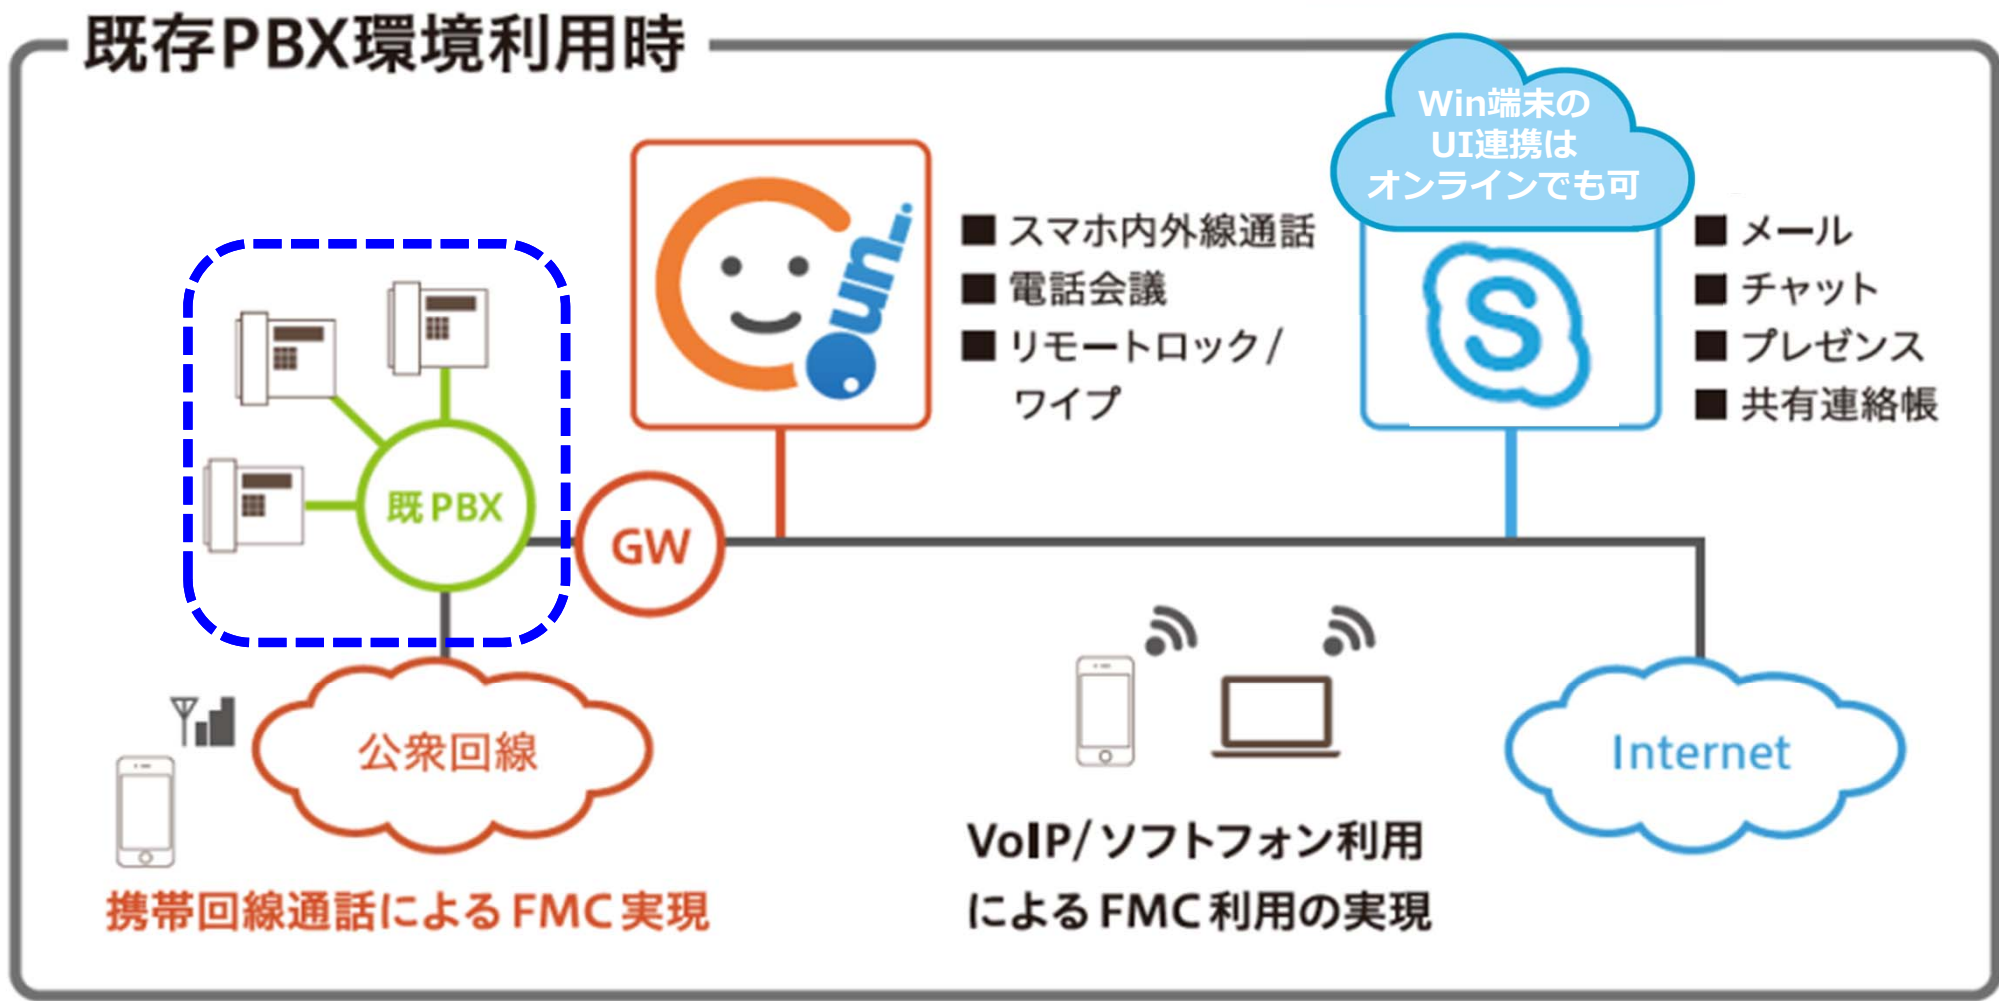 既存PBX環境利用時
Win端末の
UI連携は
オンラインでも可
uni.
■ スマホ内外線通話
■ 電話会議
■ リモートロック/
ワイプ
S
■ メール
■ チャット
■ プレゼンス
■ 共有連絡帳
既PBX
GW
公衆回線
Internet
携帯回線通話によるFMC実現
VoIP/ソフトフォン利用
によるFMC利用の実現